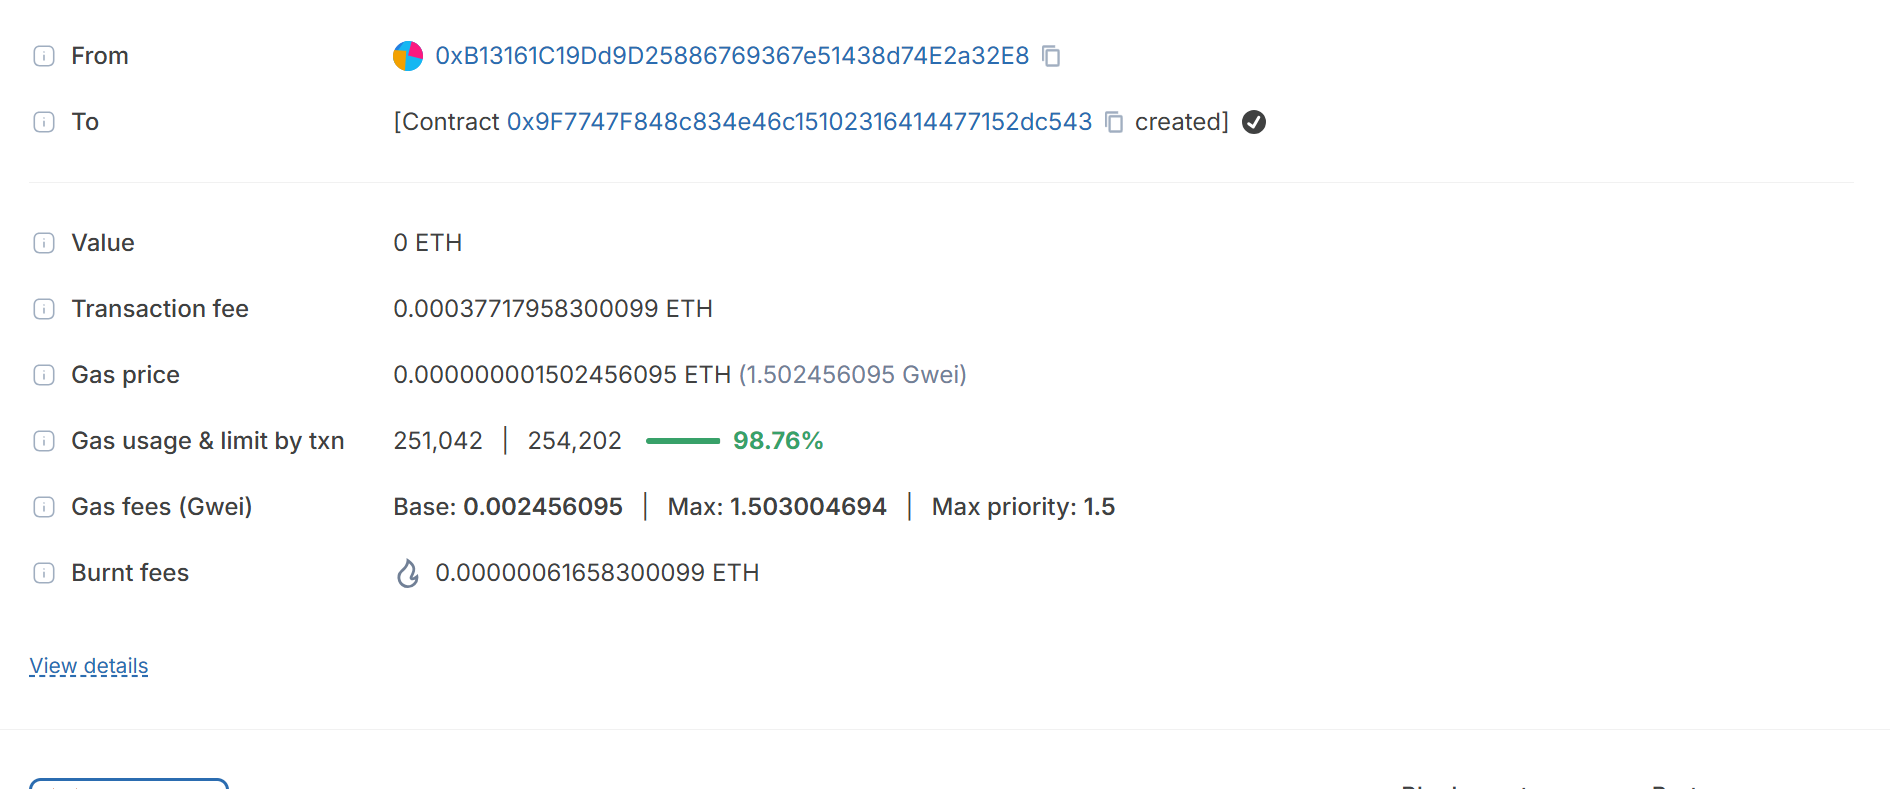 From 0xB13161C19Dd9D25886769367e51438d74E2a32E8
To [Contract 0x9F7747F848c834e46c15102316414477152dc543 created]
Value 0 ETH
Transaction fee 0.00037717958300099 ETH
Gas price 0.000000001502456095 ETH (1.502456095 Gwei)
Gas usage & limit by txn 251,042 | 254,202 98.76%
Gas fees (Gwei) Base: 0.002456095 | Max: 1.503004694 | Max priority: 1.5
Burnt fees 0.00000061658300099 ETH
View details